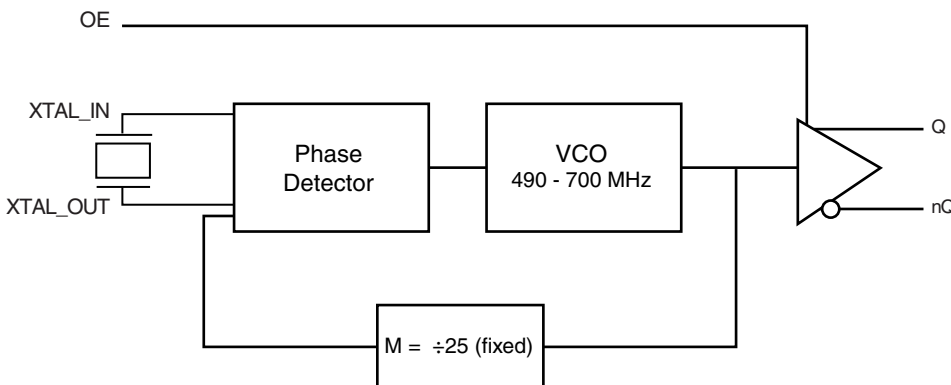 OE
XTAL_IN
XTAL_OUT
Phase
Detector
VCO
490 - 700 MHz
Q
nQ
M = ÷25 (fixed)